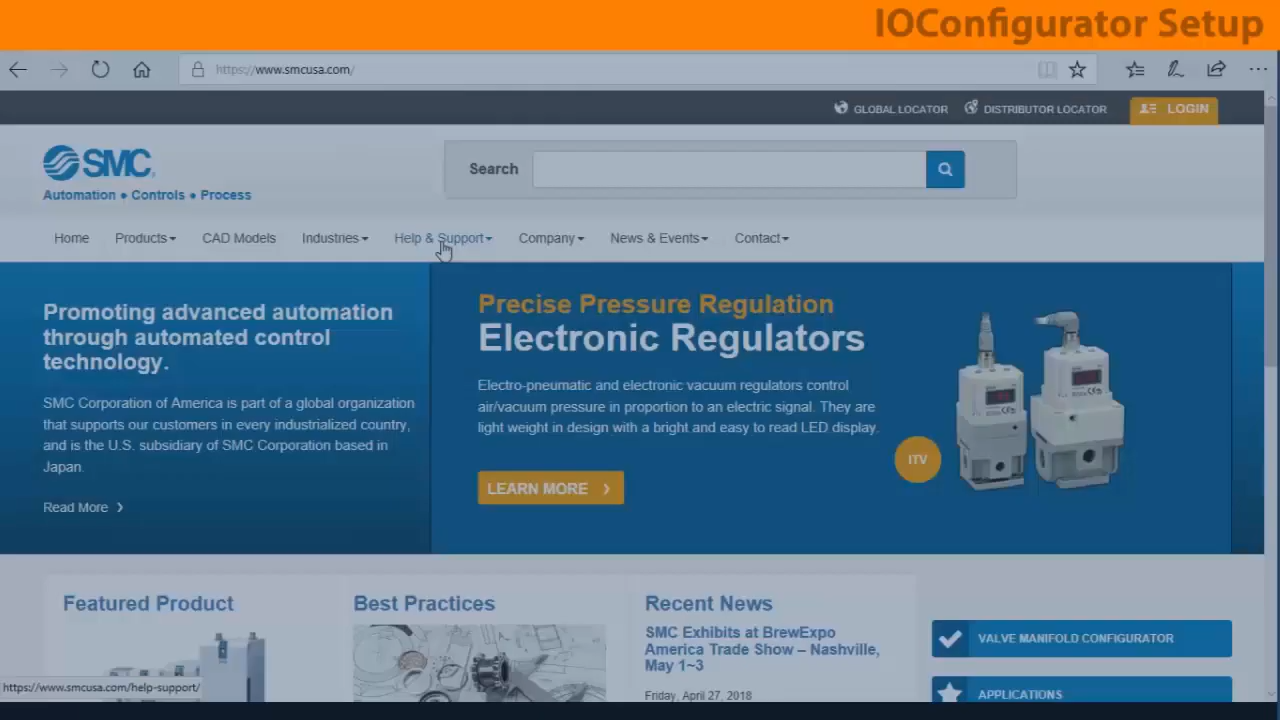 IOConfigurator Setup
https://www.smcusa.com/
GLOBAL LOCATOR
DISTRIBUTOR LOCATOR
LOGIN
SMC
Automation • Controls • Process
Search
Home
Products
CAD Models
Industries
Help & Support
Company
News & Events
Contact
Promoting advanced automation
through automated control
technology.
SMC Corporation of America is part of a global organization
that supports our customers in every industrialized country,
and is the U.S. subsidiary of SMC Corporation based in
Japan.
Read More
Precise Pressure Regulation
Electronic Regulators
Electro-pneumatic and electronic vacuum regulators control
air/vacuum pressure in proportion to an electric signal. They are
light weight in design with a bright and easy to read LED display.
LEARN MORE
ITV
Featured Product
Best Practices
Recent News
SMC Exhibits at BrewExpo
America Trade Show – Nashville,
May 1~3
Friday, April 27, 2018
VALVE MANIFOLD CONFIGURATOR
APPLICATIONS
https://www.smcusa.com/help-support/